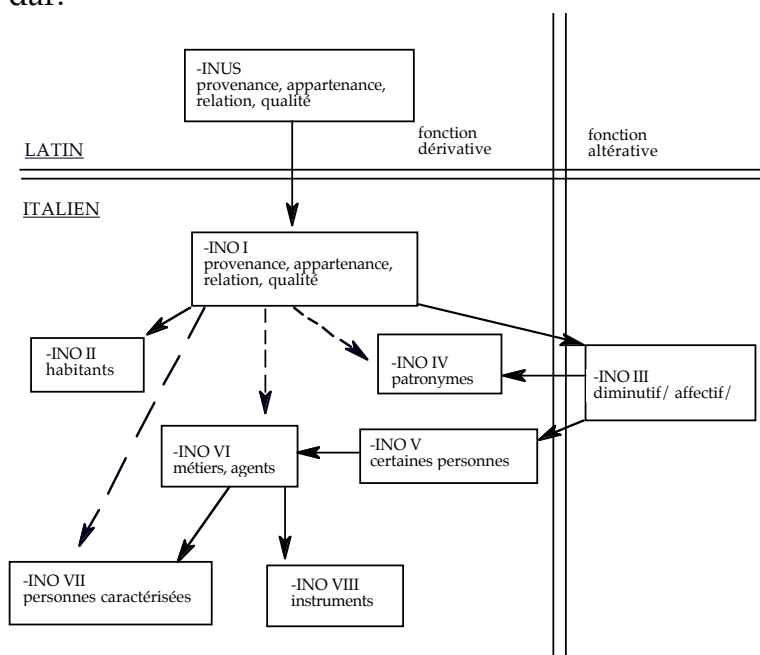 dui.
-INUS
provenance, appartenance,
relation, qualité
fonction
dérivative
fonction
altérative
LATIN
ITALIEN
-INO I
provenance, appartenance,
relation, qualité
-INO II
habitants
-INO IV
patronymes
-INO III
diminutif/ affectif/
-INO VI
métiers, agents
-INO V
certaines personnes
-INO VII
personnes caractérisées
-INO VIII
instruments